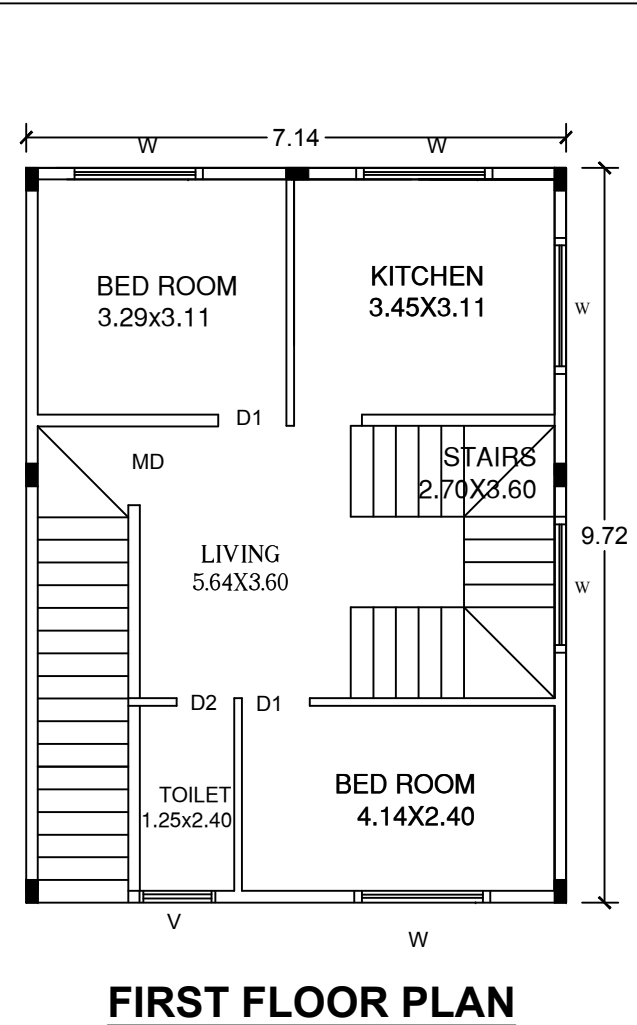 7.14
W
W
BED ROOM
3.29x3.11
KITCHEN
3.45X3.11
W
D1
MD
STAIRS
2.70X3.60
9.72
LIVING
5.64X3.60
W
D2
D1
TOILET
1.25x2.40
BED ROOM
4.14X2.40
V
W
FIRST FLOOR PLAN